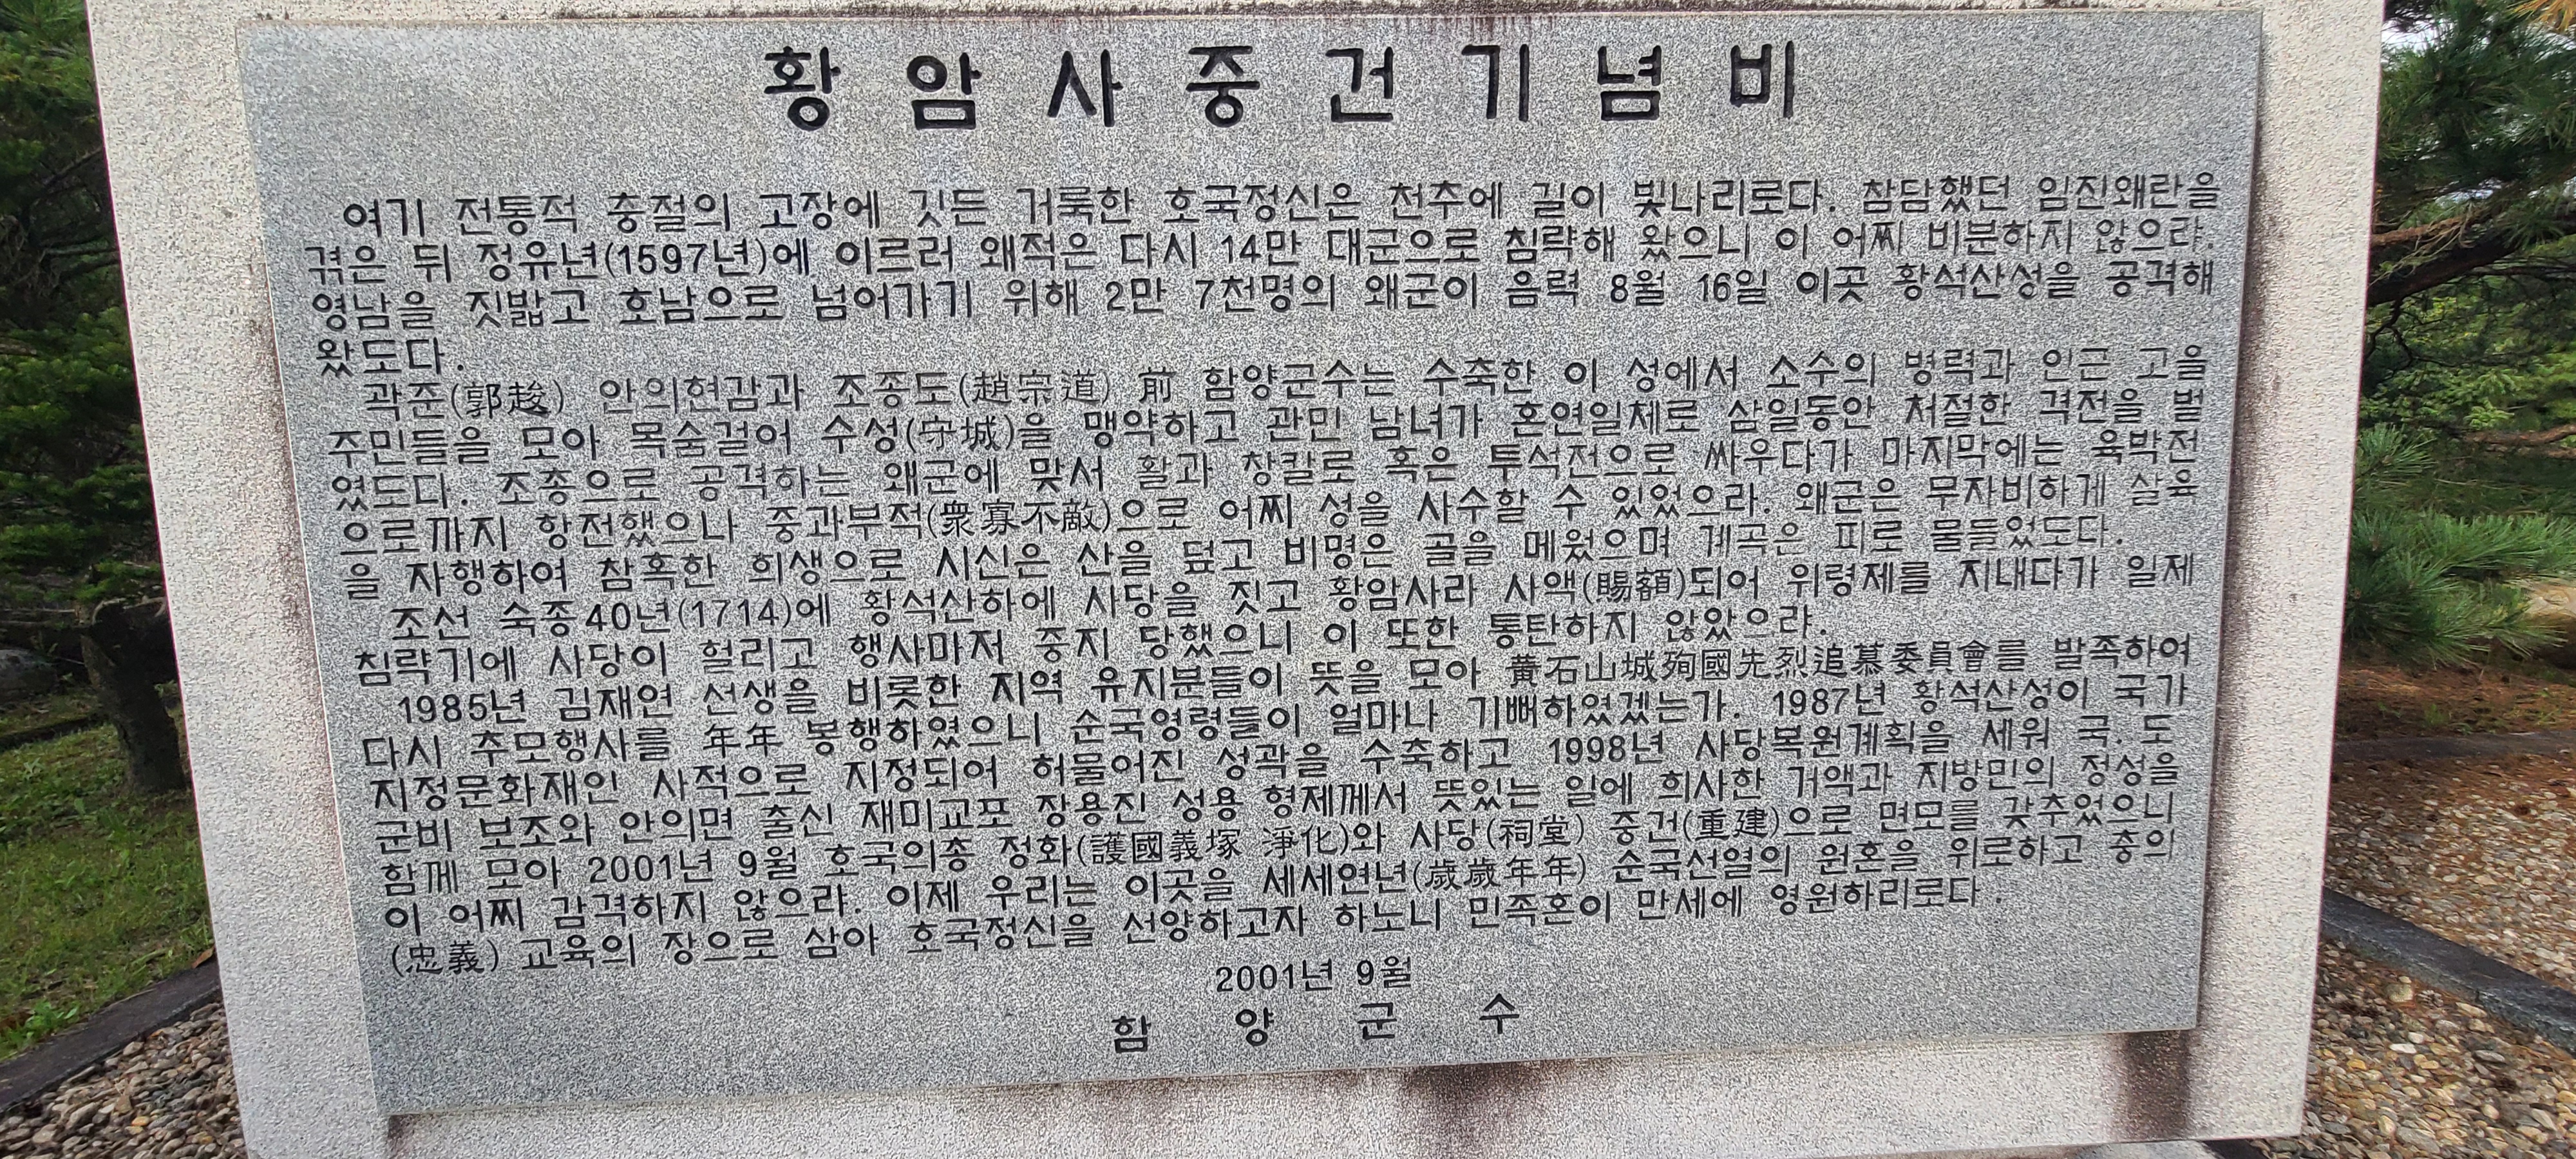 황암사중건기념비
여기 전통적 충절의 고장에 깃든 거룩한 호국정신은 천추에 길이 빛나리로다. 참담했던 임진왜란을
겪은 뒤 정유년(1597년)에 이르러 왜적은 다시 14만 대군으로 침략해 왔으니 이 어찌 비분하지 않으랴.
영남을 짓밟고 호남으로 넘어가기 위해 2만 7천명의 왜군이 음력 8월 16일 이곳 황석산성을 공격해
왔도다.
곽준(郭䞭) 안의현감과 조종도(趙宗道) 前 함양군수는 수축한 이 성에서 소수의 병력과 인근 고을
주민들을 모아 목숨걸어 수성(守城)을 맹약하고 관민 남녀가 혼연일체로 삼일동안 처절한 격전을 벌
였도다. 조총으로 공격하는 왜군에 맞서 활과 창칼로 혹은 투석전으로 싸우다가 마지막에는 육박전
으로까지 항전했으나 중과부적(衆寡不敵)으로 어찌 성을 사수할 수 있었으랴. 왜군은 무자비하게 살육
을 자행하여 참혹한 희생으로 시신은 산을 덮고 비명은 골을 메웠으며 계곡은 피로 물들었도다.
조선 숙종40년(1714)에 황석산하에 사당을 짓고 황암사라 사액(賜額)되어 위령제를 지내다가 일제
침략기에 사당이 헐리고 행사마저 중지 당했으니 이 또한 통탄하지 않았으랴.
1985년 김재연 선생을 비롯한 지역 유지분들이 뜻을 모아 黃石山城殉國先烈追慕委員會를 발족하여
다시 추모행사를 年年 봉행하였으니 순국영령들이 얼마나 기뻐하였겠는가. 1987년 황석산성이 국가
지정문화재인 사적으로 지정되어 허물어진 성곽을 수축하고 1998년 사당복원계획을 세워 국. 도
군비 보조와 안의면 출신 재미교포 장용진 성용 형제께서 뜻있는 일에 희사한 거액과 지방민의 정성을
함께 모아 2001년 9월 호국의총 정화(護國義塚 淨化)와 사당(祠堂) 중건(重建)으로 면모를 갖추었으니
이 어찌 감격하지 않으랴. 이제 우리는 이곳을 세세연년(歲歲年年) 순국선열의 원혼을 위로하고 충의
(忠義) 교육의 장으로 삼아 호국정신을 선양하고자 하노니 민족혼이 만세에 영원하리로다.
2001년 9월
함양군수